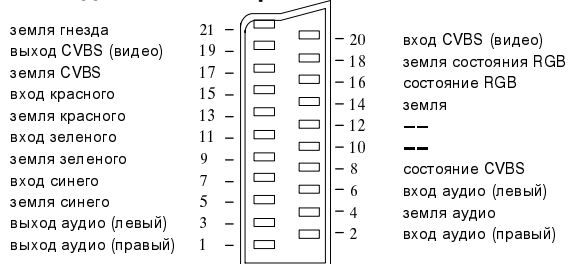 земля гнезда 21 –
выход CVBS (видео) 19 –
земля CVBS 17 –
вход красного 15 –
земля красного 13 –
вход зеленого 11 –
земля зеленого 9 –
вход синего 7 –
земля синего 5 –
выход аудио (левый) 3 –
выход аудио (правый) 1 –
– 20 вход CVBS (видео)
– 18 земля состояния RGB
– 16 состояние RGB
– 14 земля
– 12 ––
– 10 ––
– 8 состояние CVBS
– 6 вход аудио (левый)
– 4 земля аудио
– 2 вход аудио (правый)